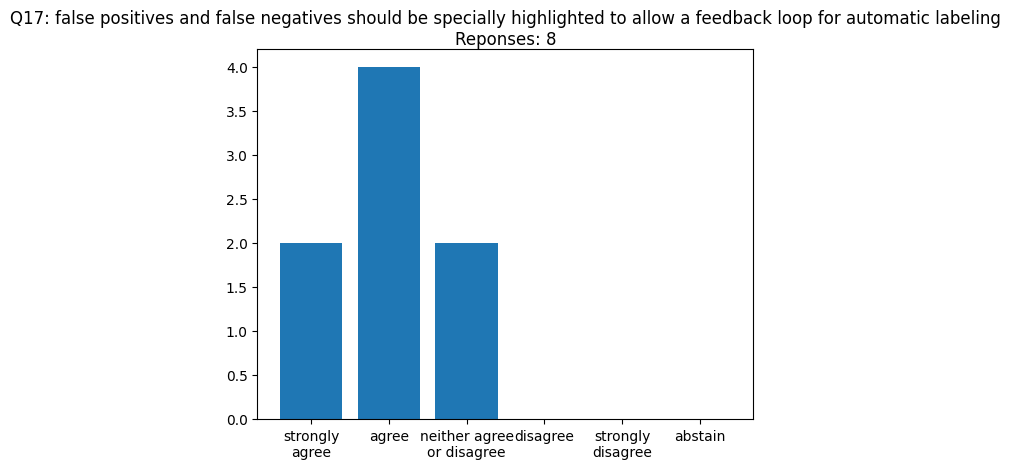 Q17: false positives and false negatives should be specially highlighted to allow a feedback loop for automatic labeling
Reponses: 8
4.0
3.5
3.0
2.5
2.0
1.5
1.0
0.5
0.0
strongly
agree
agree
neither agree
or disagree
disagree
strongly
disagree
abstain